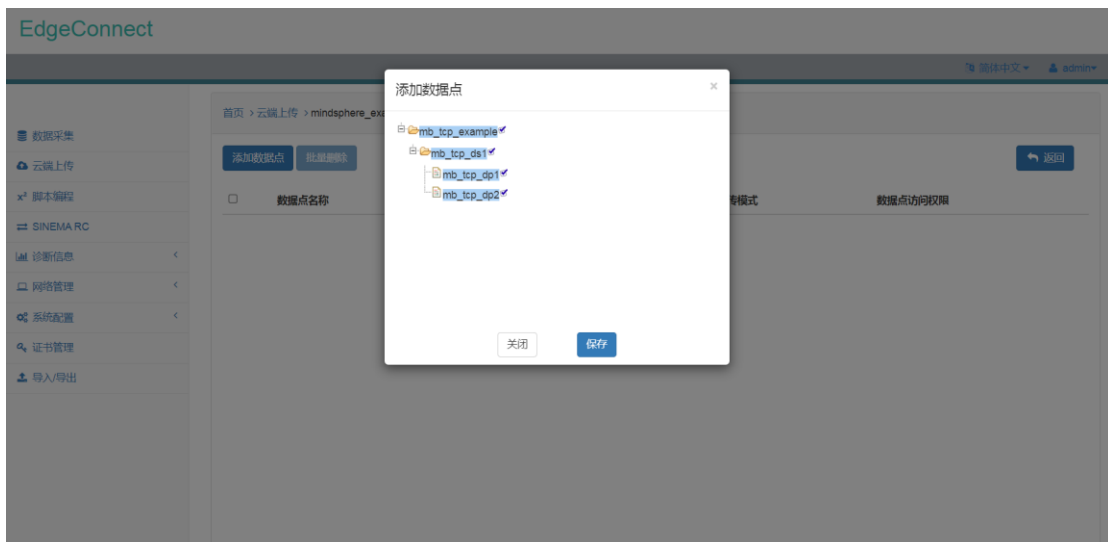 EdgeConnect
简体中文 admin
添加数据点 ×
首页 > 云端上传 > mindsphere_exa
mb_tcp_example
mb_tcp_ds1
mb_tcp_dp1
mb_tcp_dp2
数据采集
云端上传
x² 脚本编程
SINEMA RC
诊断信息
网络管理
系统配置
证书管理
导入/导出
添加数据点 批量删除 返回
数据点名称 传模式 数据点访问权限
关闭 保存